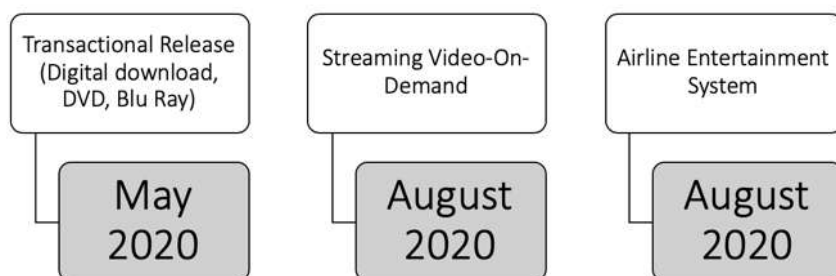 Transactional Release
(Digital download,
DVD, Blu Ray)
Streaming Video-On-
Demand
Airline Entertainment
System
May
2020
August
2020
August
2020